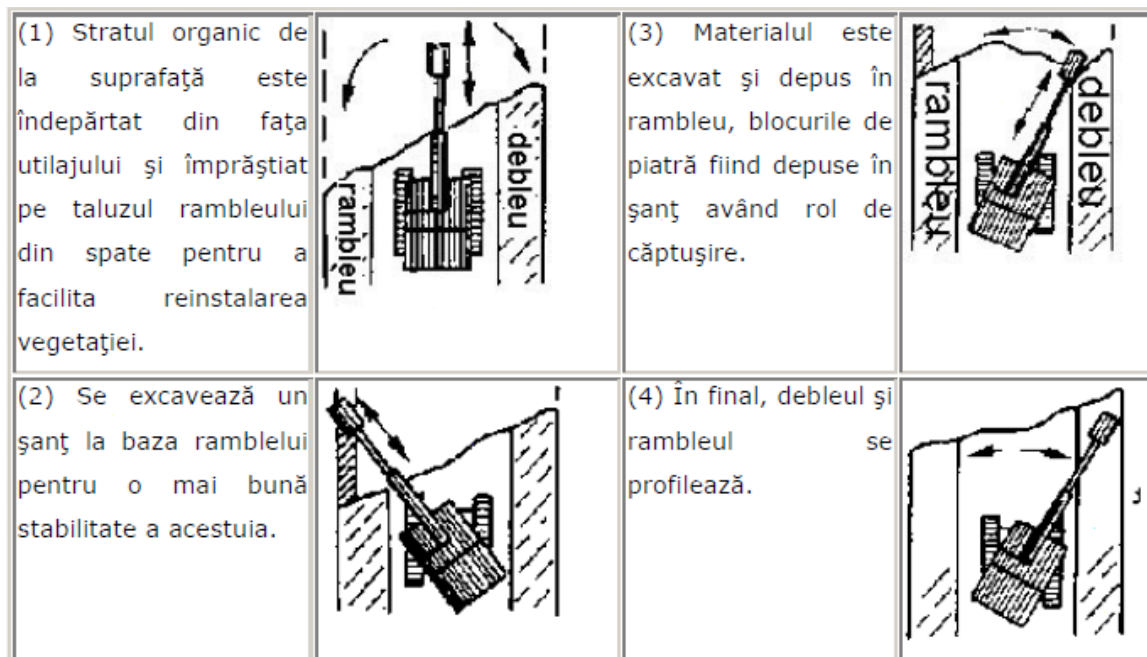 (1) Stratul organic de
la suprafaţă este
îndepărtat din faţa
utilajului şi împrăştiat
pe taluzul rambleului
din spate pentru a
facilita reinstalarea
vegetaţiei.
rambleu
debleu
(3) Materialul este
excavat şi depus în
rambleu, blocurile de
piatră fiind depuse în
şanţ având rol de
căptuşire.
rambleu
debleu
(2) Se excavează un
şanţ la baza ramblelui
pentru o mai bună
stabilitate a acestuia.
(4) În final, debleul şi
rambleul se
profilează.